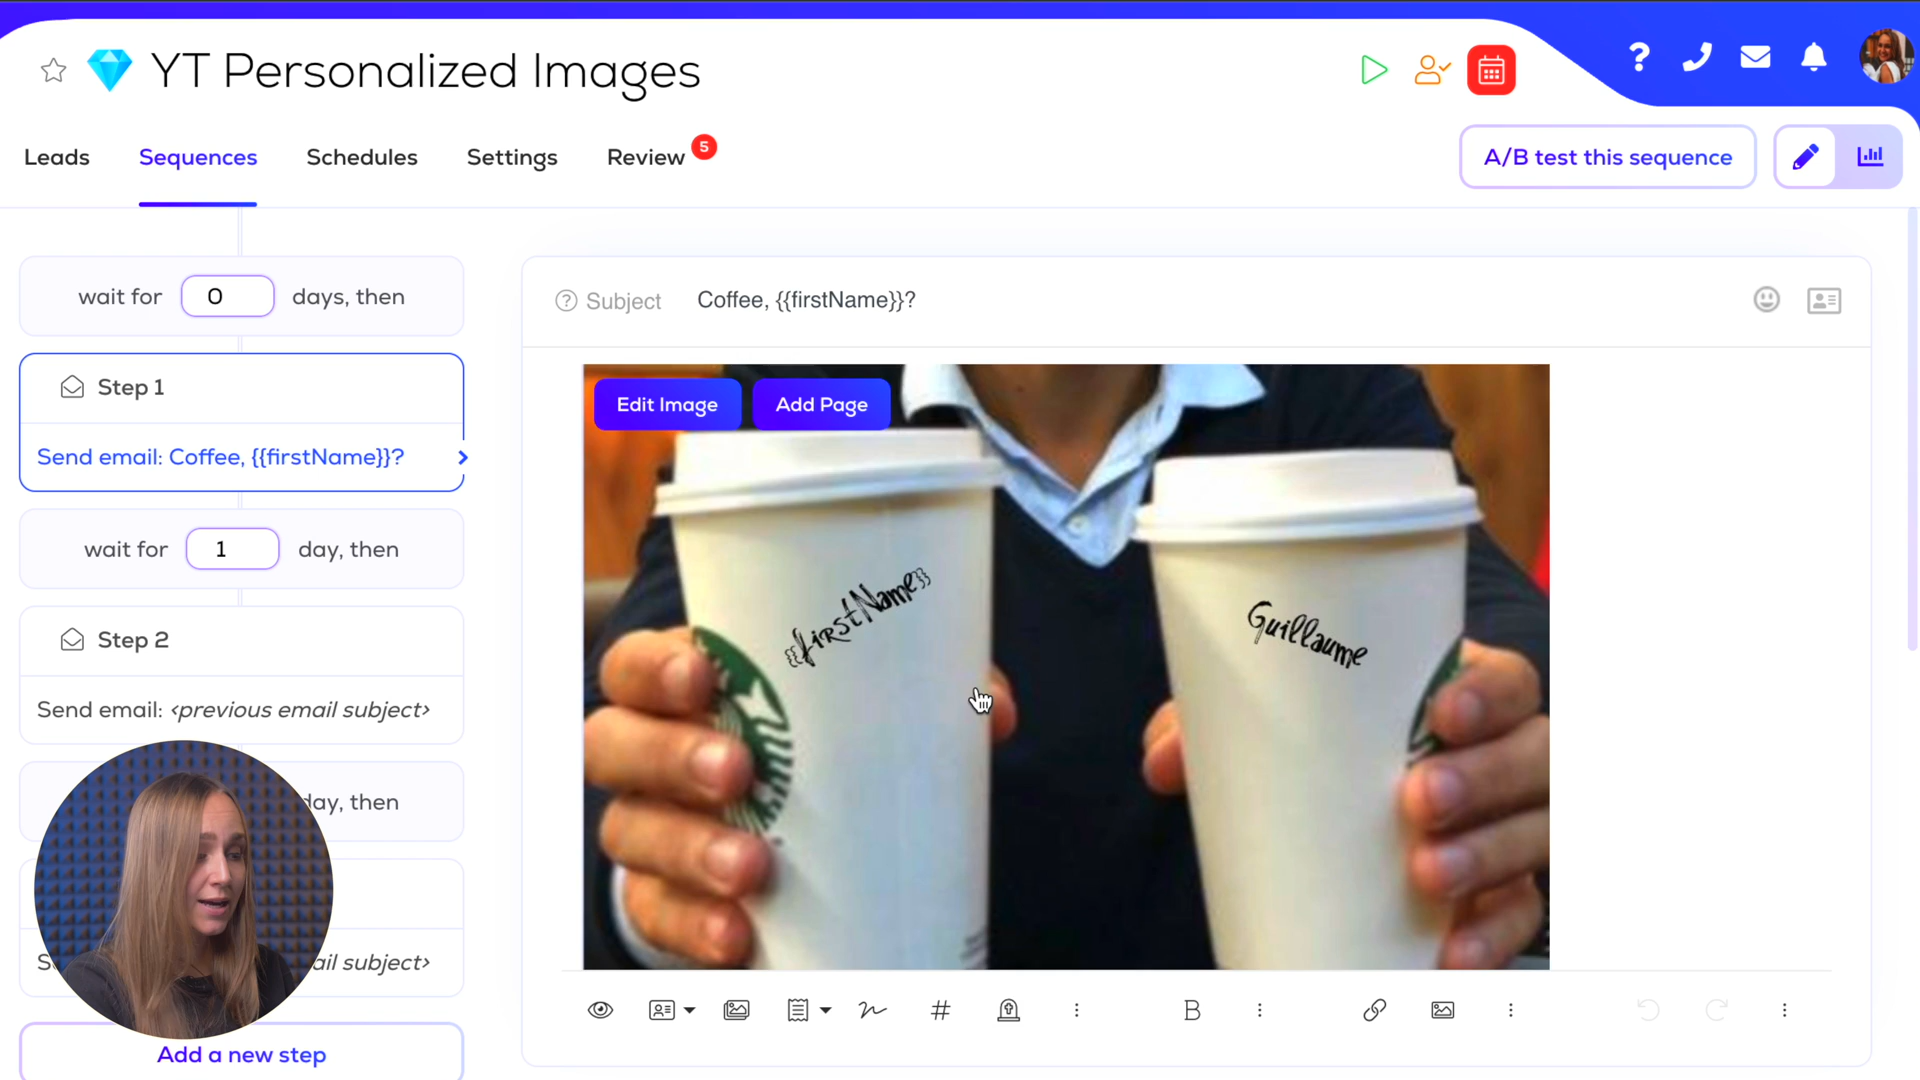 YT Personalized Images
Leads
Sequences
Schedules
Settings
Review
5
A/B test this sequence
wait for 0 days, then
Step 1
Send email: Coffee, {{firstName}}?
wait for 1 day, then
Step 2
Send email: <previous email subject>
day, then
S
ail subject>
Add a new step
Subject
Coffee, {{firstName}}?
Edit Image
Add Page
{{firstName}}
Guillaume
B